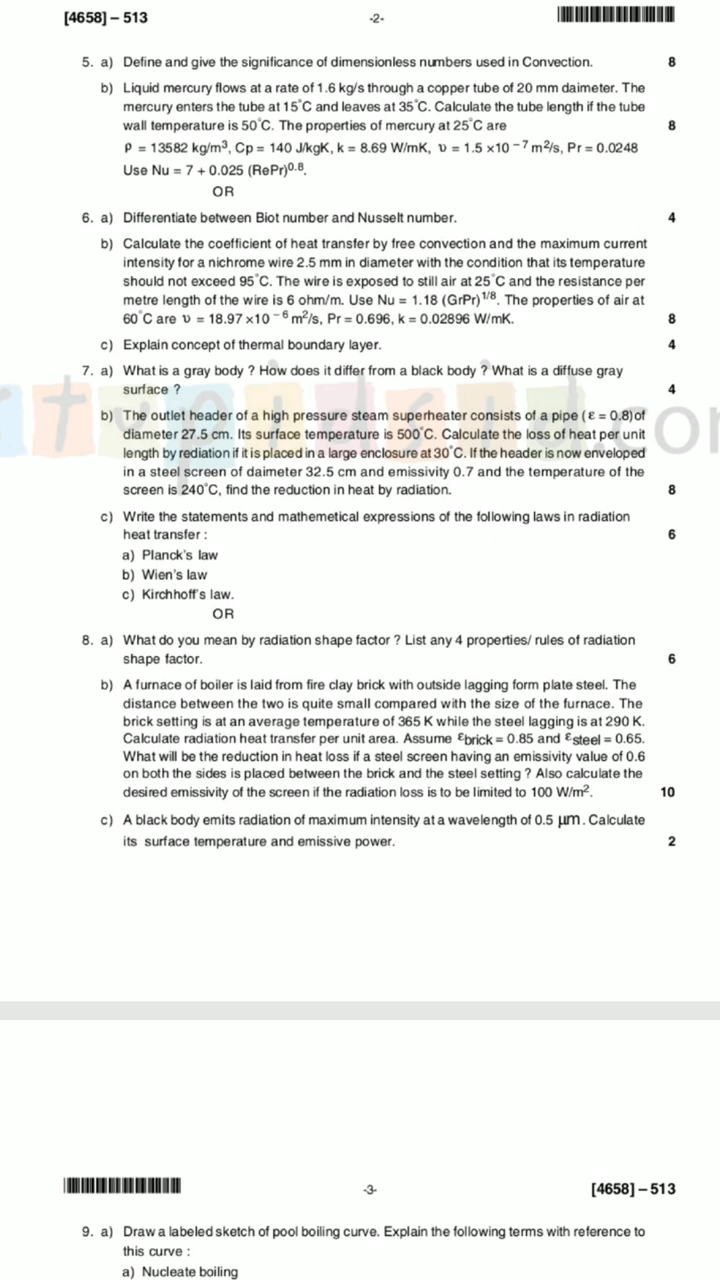 [4658] – 513
-2-
5. a) Define and give the significance of dimensionless numbers used in Convection. 8
b) Liquid mercury flows at a rate of 1.6 kg/s through a copper tube of 20 mm daimeter. The
mercury enters the tube at 15°C and leaves at 35°C. Calculate the tube length if the tube
wall temperature is 50°C. The properties of mercury at 25°C are 8
ρ = 13582 kg/m³, Cp = 140 J/kgK, k = 8.69 W/mK, υ = 1.5 ×10⁻⁷ m²/s, Pr = 0.0248
Use Nu = 7 + 0.025 (RePr)⁰·⁸.
OR
6. a) Differentiate between Biot number and Nusselt number. 4
b) Calculate the coefficient of heat transfer by free convection and the maximum current
intensity for a nichrome wire 2.5 mm in diameter with the condition that its temperature
should not exceed 95°C. The wire is exposed to still air at 25°C and the resistance per
metre length of the wire is 6 ohm/m. Use Nu = 1.18 (GrPr)¹/⁸. The properties of air at
60°C are υ = 18.97 ×10⁻⁶ m²/s, Pr = 0.696, k = 0.02896 W/mK. 8
c) Explain concept of thermal boundary layer. 4
7. a) What is a gray body ? How does it differ from a black body ? What is a diffuse gray
surface ? 4
b) The outlet header of a high pressure steam superheater consists of a pipe (ε = 0.8)of
diameter 27.5 cm. Its surface temperature is 500°C. Calculate the loss of heat per unit
length by rediation if it is placed in a large enclosure at 30°C. If the header is now enveloped
in a steel screen of daimeter 32.5 cm and emissivity 0.7 and the temperature of the
screen is 240°C, find the reduction in heat by radiation. 8
c) Write the statements and mathemetical expressions of the following laws in radiation
heat transfer : 6
a) Planck's law
b) Wien's law
c) Kirchhoff's law.
OR
8. a) What do you mean by radiation shape factor ? List any 4 properties/ rules of radiation
shape factor. 6
b) A furnace of boiler is laid from fire clay brick with outside lagging form plate steel. The
distance between the two is quite small compared with the size of the furnace. The
brick setting is at an average temperature of 365 K while the steel lagging is at 290 K.
Calculate radiation heat transfer per unit area. Assume εbrick = 0.85 and εsteel = 0.65.
What will be the reduction in heat loss if a steel screen having an emissivity value of 0.6
on both the sides is placed between the brick and the steel setting ? Also calculate the
desired emissivity of the screen if the radiation loss is to be limited to 100 W/m². 10
c) A black body emits radiation of maximum intensity at a wavelength of 0.5 μm. Calculate
its surface temperature and emissive power. 2
-3-
[4658] – 513
9. a) Draw a labeled sketch of pool boiling curve. Explain the following terms with reference to
this curve :
a) Nucleate boiling